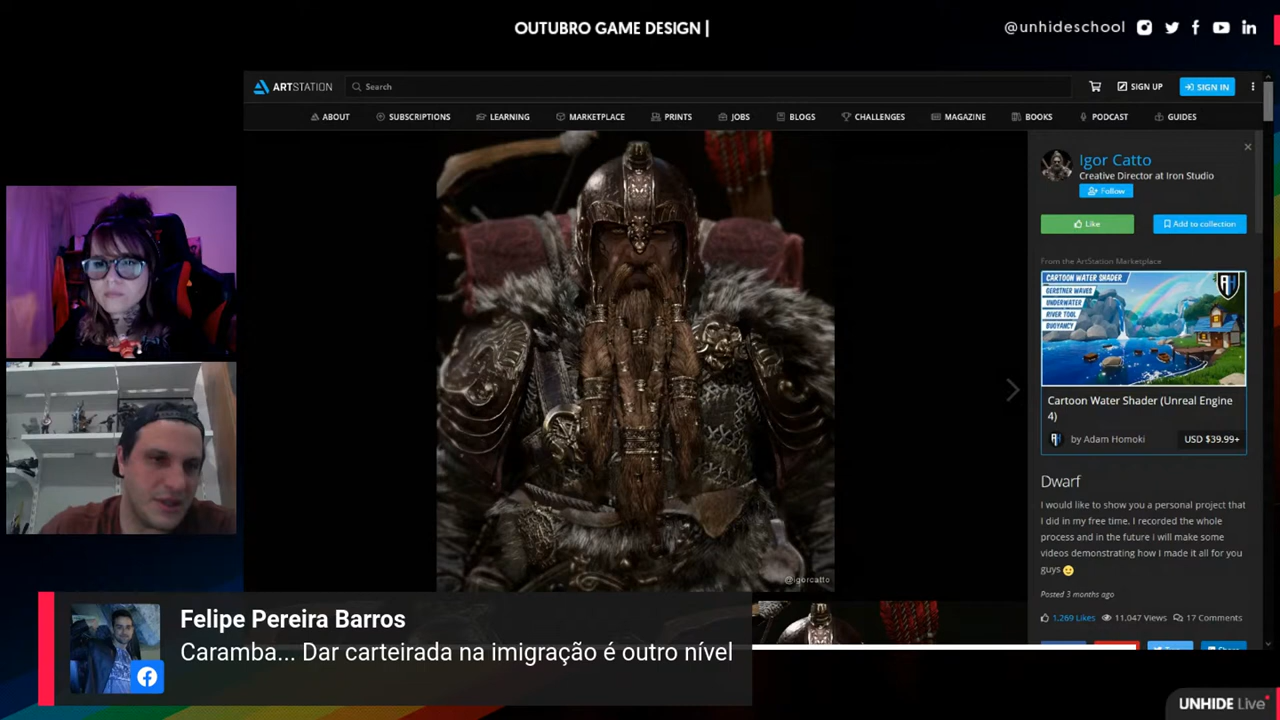 OUTUBRO GAME DESIGN |
@unhideschool
ARTSTATION
Search
SIGN UP
SIGN IN
ABOUT
SUBSCRIPTIONS
LEARNING
MARKETPLACE
PRINTS
JOBS
BLOGS
CHALLENGES
MAGAZINE
BOOKS
PODCAST
GUIDES
Igor Catto
Creative Director at Iron Studio
Follow
Like
Add to collection
From the ArtStation Marketplace
CARTOON WATER SHADER
GERSTNER WAVES
UNDERWATER
RIVER TOOL
BUOYANCY
Cartoon Water Shader (Unreal Engine
4)
by Adam Homoki
USD $39.99+
Dwarf
I would like to show you a personal project that
I did in my free time. I recorded the whole
process and in the future i will make some
videos demonstrating how I made it all for you
guys
Posted 3 months ago
1,269 Likes
11,047 Views
17 Comments
@igorcatto
Felipe Pereira Barros
Caramba... Dar carteirada na imigração é outro nível
UNHIDE Live